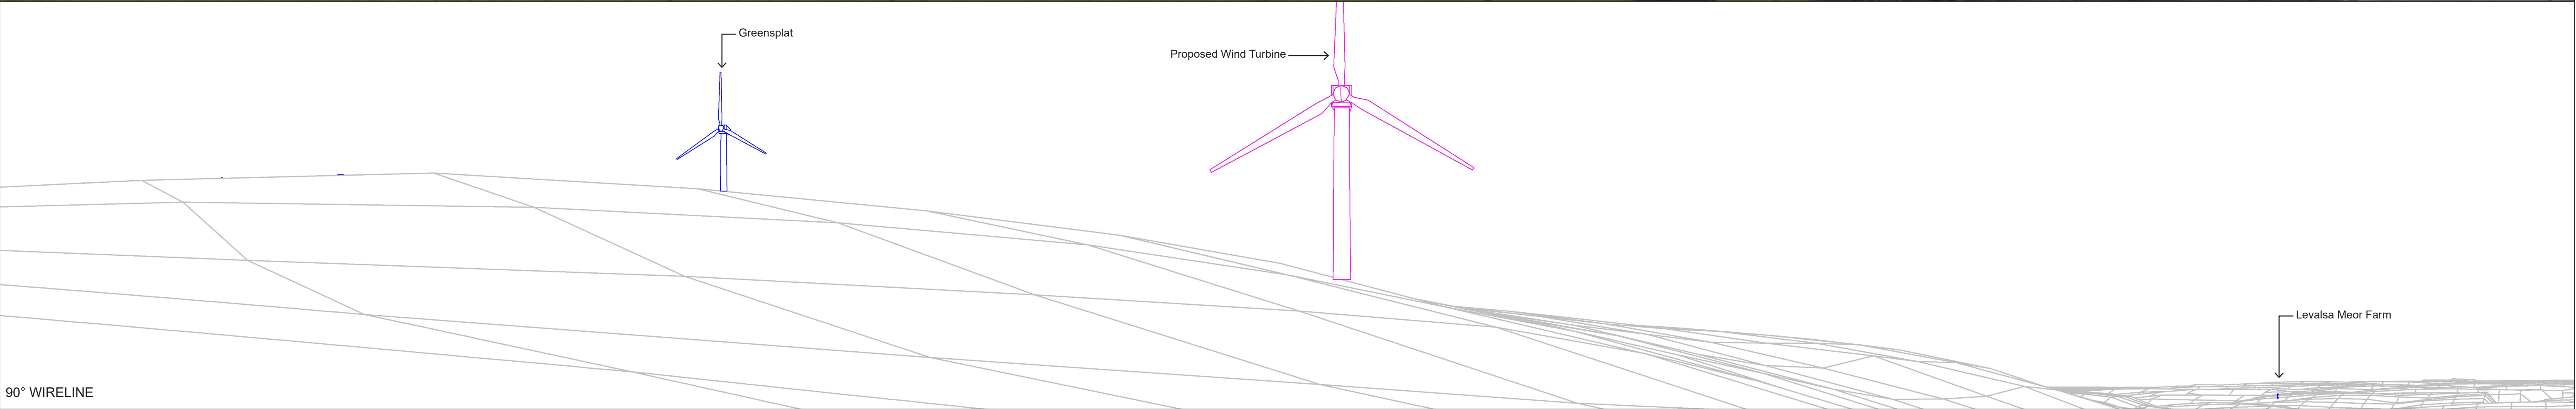 Greensplat
Proposed Wind Turbine
Levalsa Meor Farm
90° WIRELINE